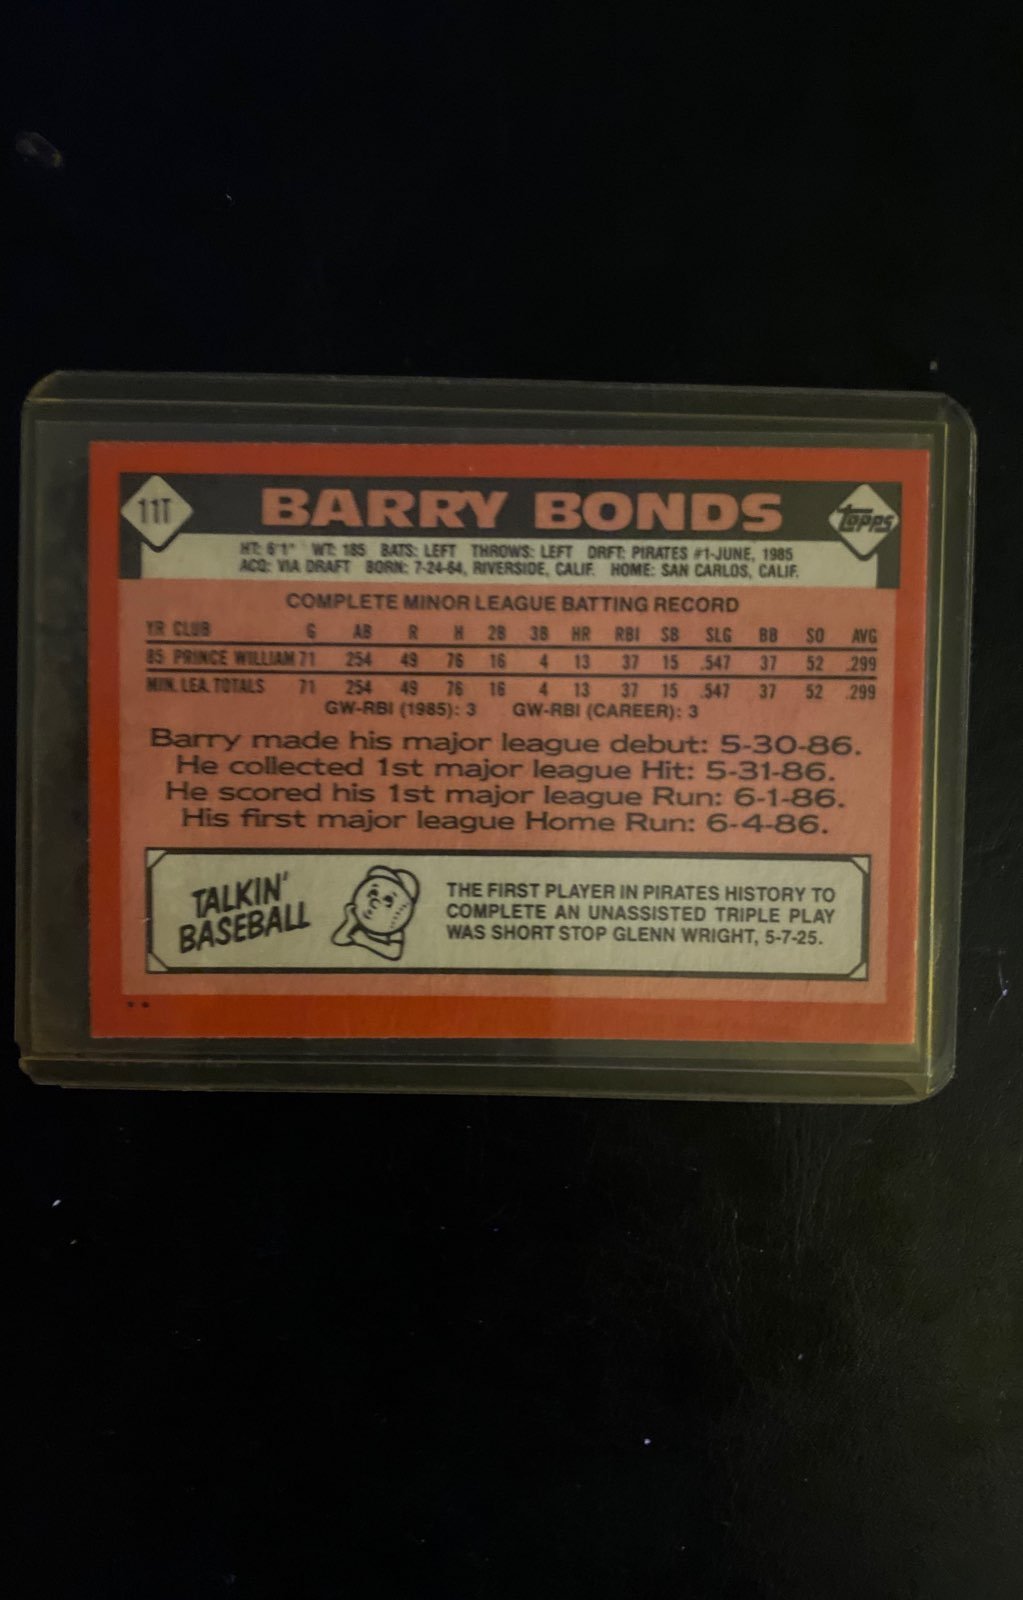 11T
BARRY BONDS
topps
HT: 6'1" WT: 185 BATS: LEFT THROWS: LEFT DRFT: PIRATES #1-JUNE, 1985
ACQ: VIA DRAFT BORN: 7-24-64, RIVERSIDE, CALIF. HOME: SAN CARLOS, CALIF.
COMPLETE MINOR LEAGUE BATTING RECORD
YR CLUB G AB R H 2B 3B HR RBI SB SLG BB SO AVG
85 PRINCE WILLIAM 71 254 49 76 16 4 13 37 15 .547 37 52 .299
MIN. LEA. TOTALS 71 254 49 76 16 4 13 37 15 .547 37 52 .299
GW-RBI (1985): 3 GW-RBI (CAREER): 3
Barry made his major league debut: 5-30-86.
He collected 1st major league Hit: 5-31-86.
He scored his 1st major league Run: 6-1-86.
His first major league Home Run: 6-4-86.
TALKIN'
BASEBALL
THE FIRST PLAYER IN PIRATES HISTORY TO
COMPLETE AN UNASSISTED TRIPLE PLAY
WAS SHORT STOP GLENN WRIGHT, 5-7-25.
**